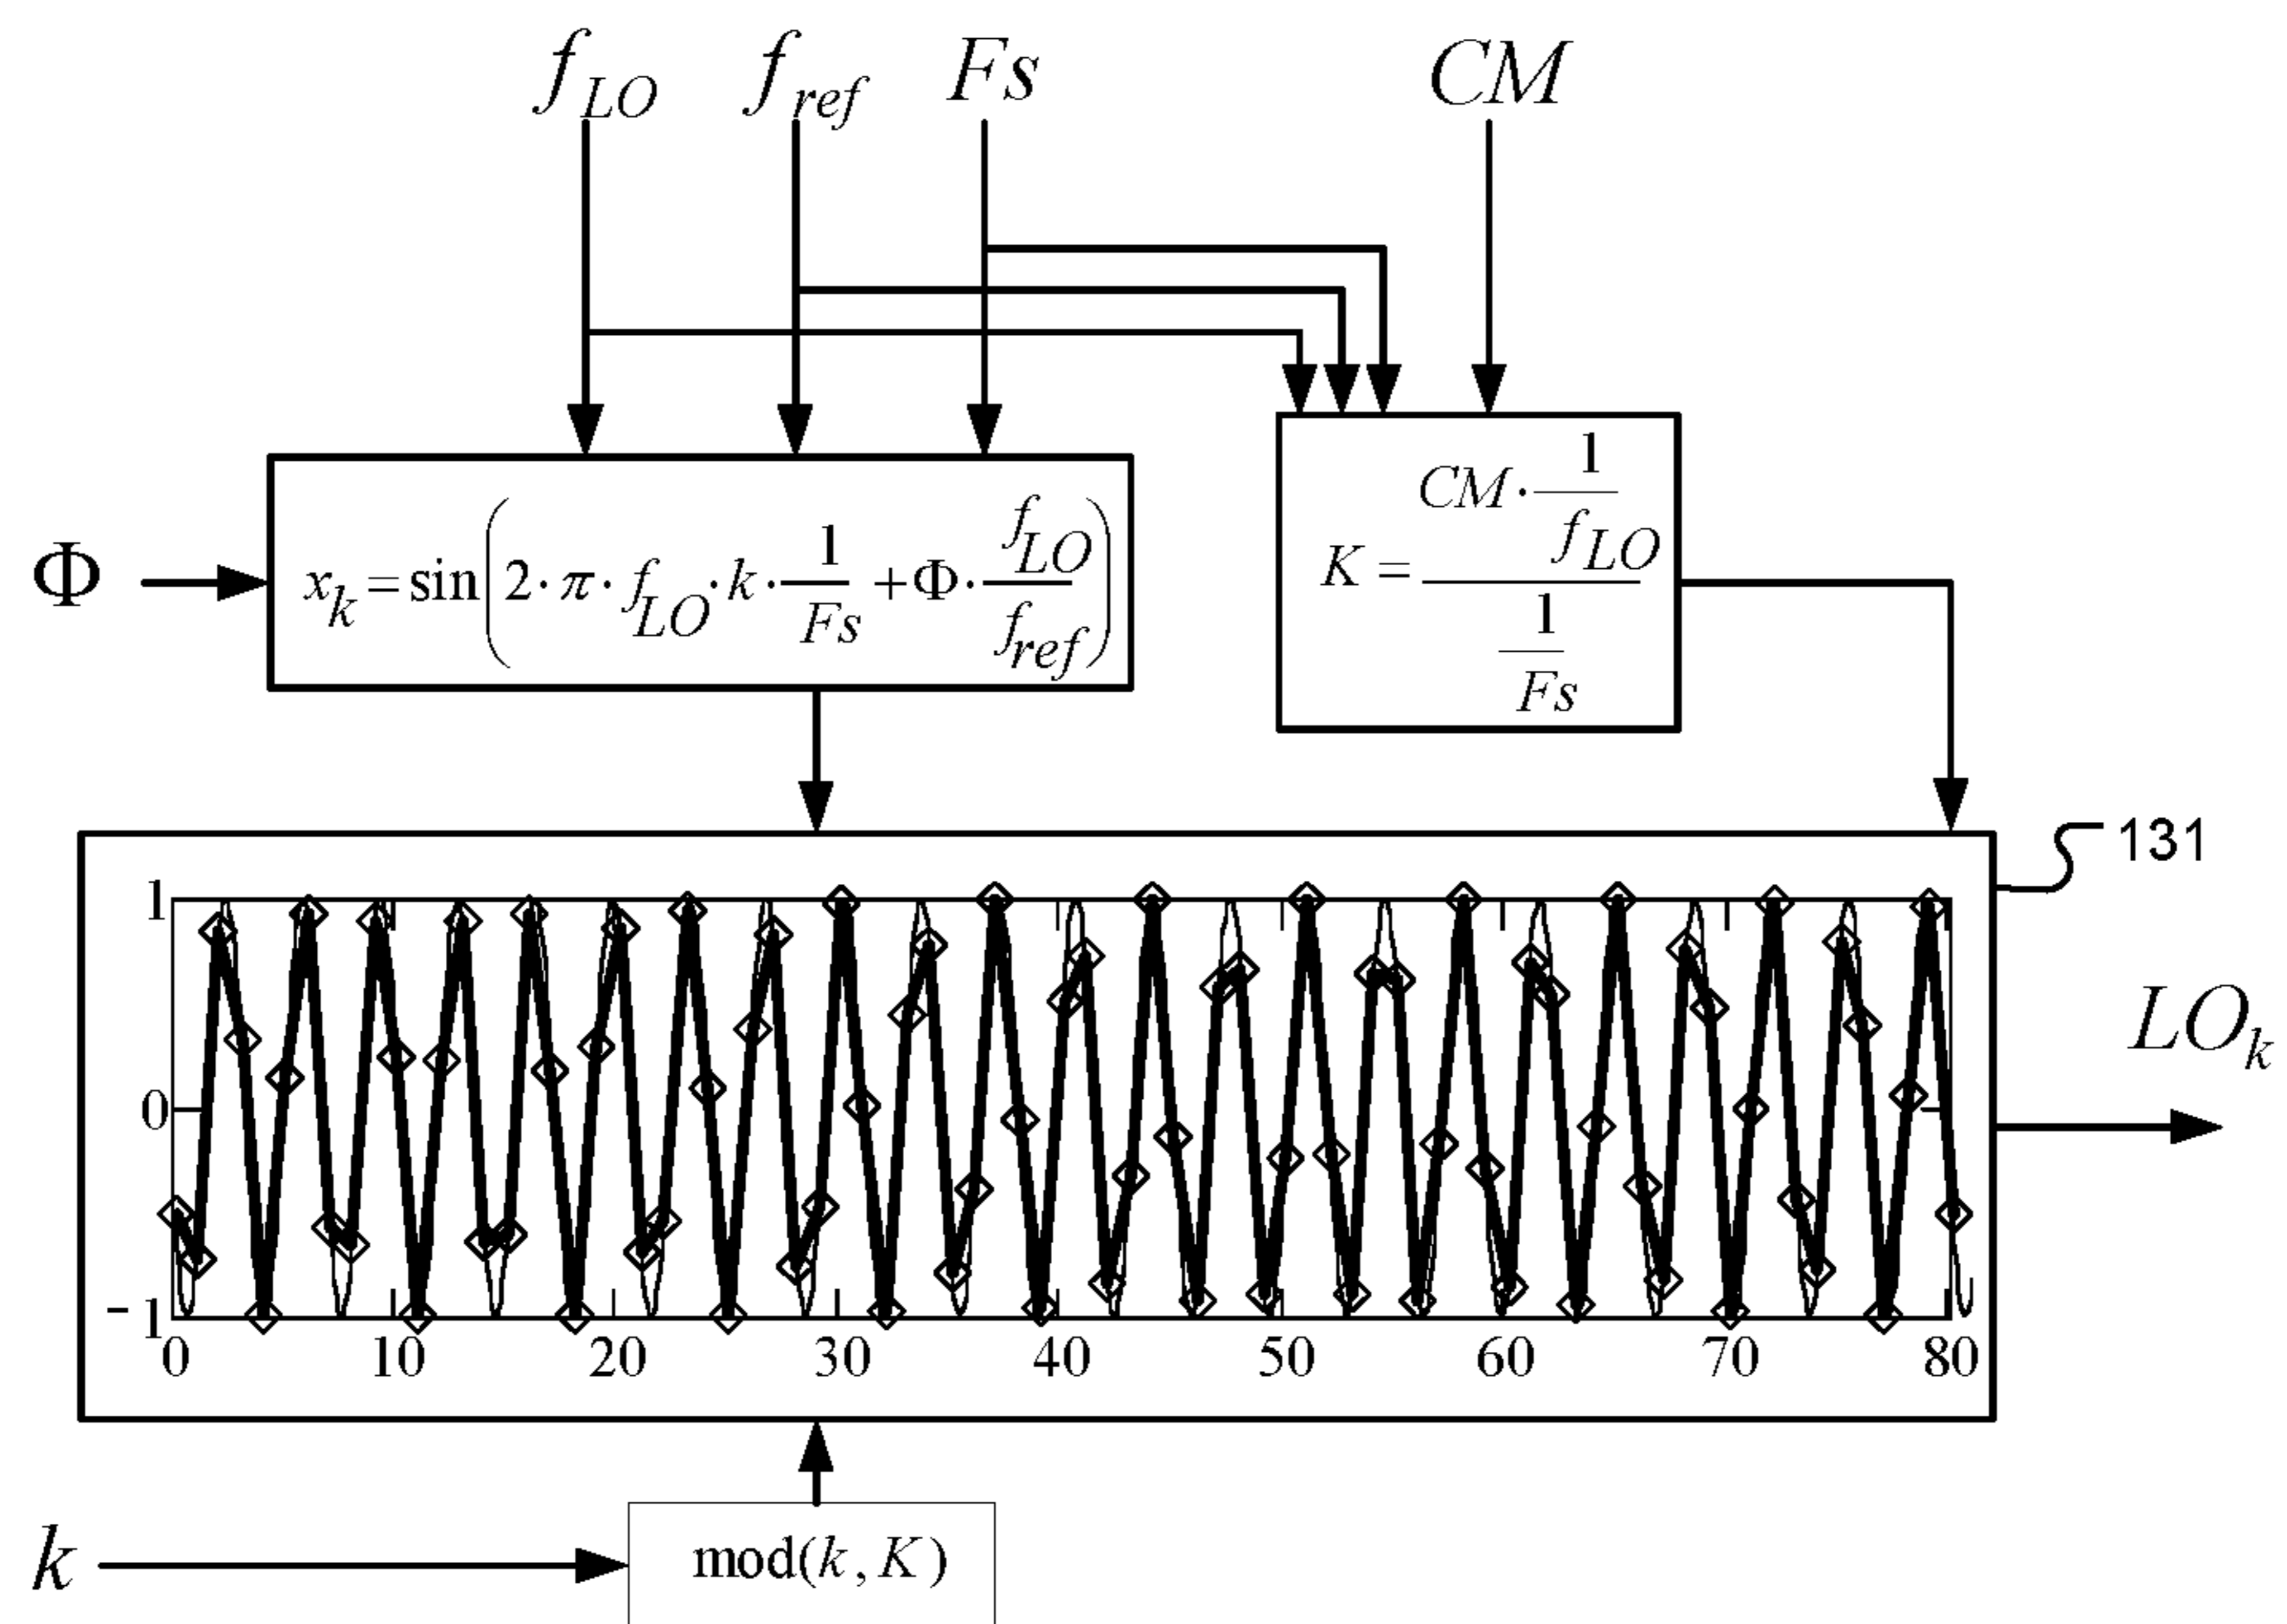 f_LO f_ref Fs CM
Φ
x_k = sin(2·π·f_LO·k·1/Fs + Φ·f_LO/f_ref)
K = (CM·1/f_LO)/(1/Fs)
131
1
0
-1
0 10 20 30 40 50 60 70 80
LO_k
k
mod(k, K)